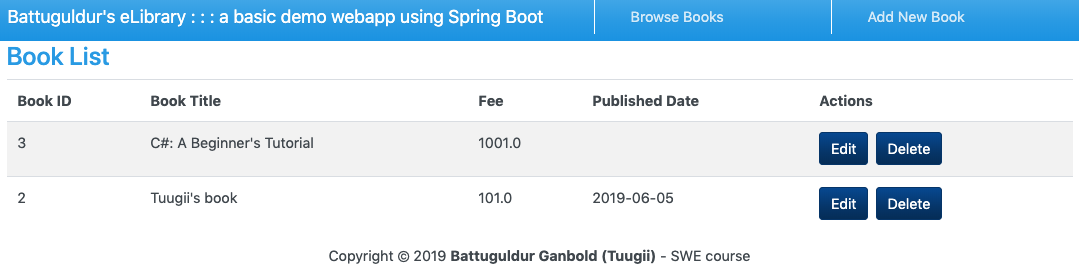 Battuguldur's eLibrary : : : a basic demo webapp using Spring Boot Browse Books Add New Book
Book List
Book ID Book Title Fee Published Date Actions
3 C#: A Beginner's Tutorial 1001.0 Edit Delete
2 Tuugii's book 101.0 2019-06-05 Edit Delete
Copyright © 2019 Battuguldur Ganbold (Tuugii) - SWE course